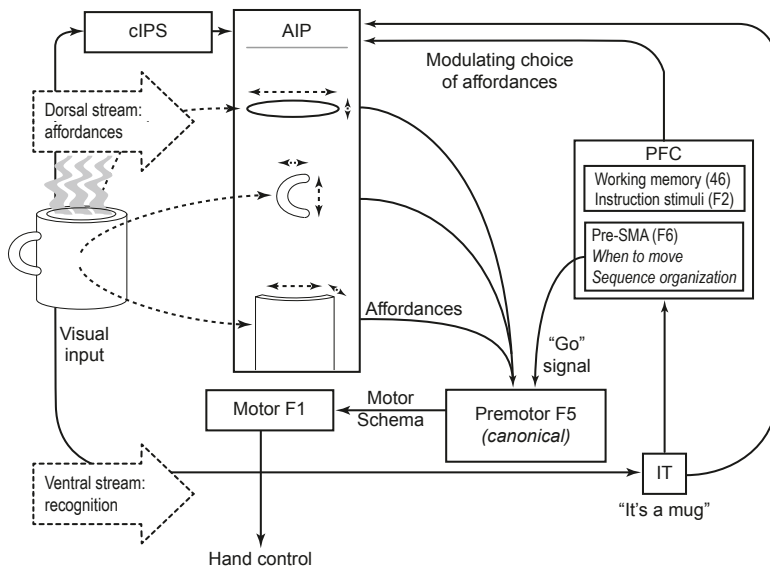 cIPS
AIP
Modulating choice
of affordances
Dorsal stream:
affordances
PFC
Working memory (46)
Instruction stimuli (F2)
Pre-SMA (F6)
When to move
Sequence organization
Affordances
Visual
input
"Go"
signal
Motor F1
Motor
Schema
Premotor F5
(canonical)
Ventral stream:
recognition
IT
"It's a mug"
Hand control